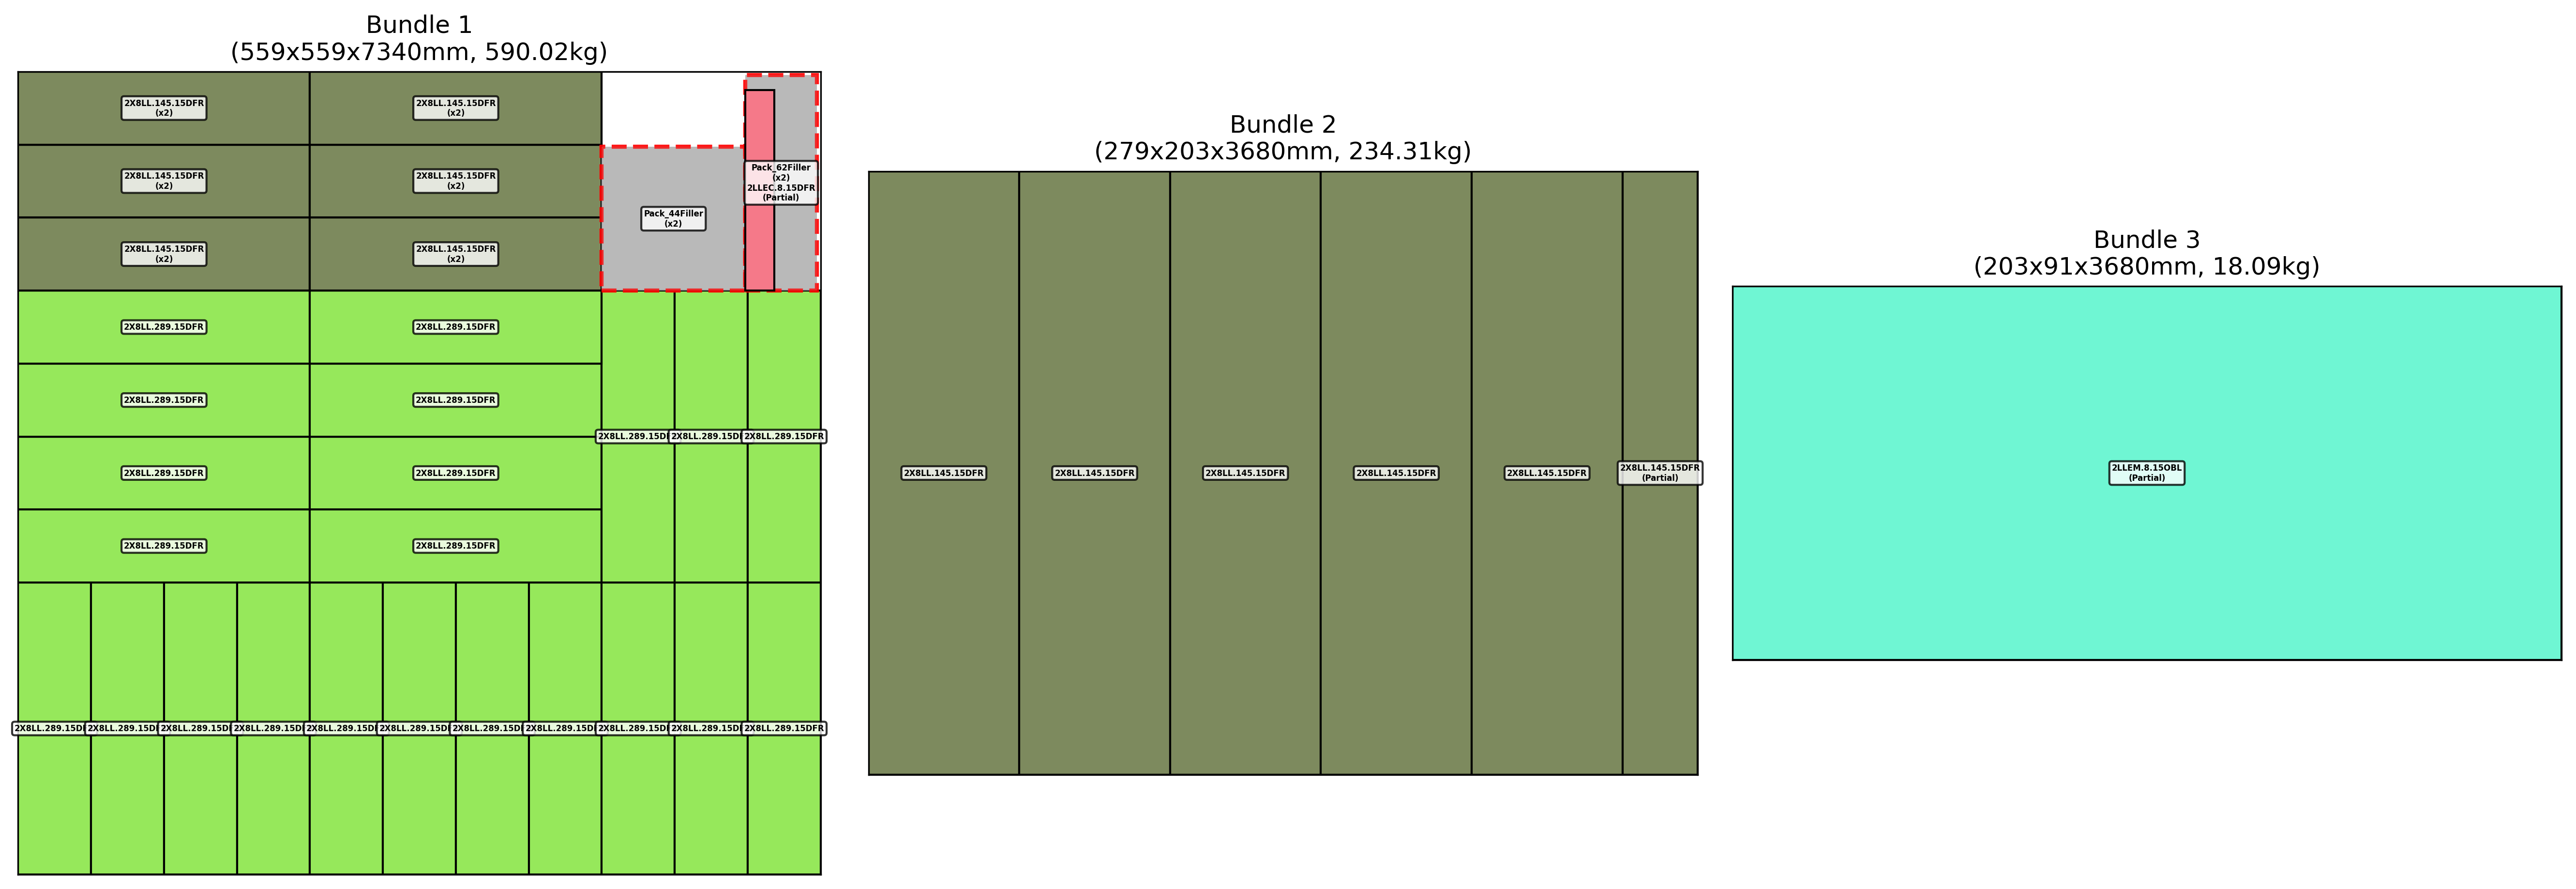 Bundle 1
(559x559x7340mm, 590.02kg)
2X8LL.145.15DFR
(x2)
2X8LL.145.15DFR
(x2)
2X8LL.145.15DFR
(x2)
2X8LL.145.15DFR
(x2)
Pack_62Filler
(x2)
2LLEC.8.15DFR
(Partial)
Pack_44Filler
(x2)
2X8LL.145.15DFR
(x2)
2X8LL.145.15DFR
(x2)
2X8LL.289.15DFR
2X8LL.289.15DFR
2X8LL.289.15DFR
2X8LL.289.15DFR
2X8LL.289.15D
2X8LL.289.15D
2X8LL.289.15DFR
2X8LL.289.15DFR
2X8LL.289.15DFR
2X8LL.289.15DFR
2X8LL.289.15DFR
2X8LL.289.15D
2X8LL.289.15D
2X8LL.289.15D
2X8LL.289.15D
2X8LL.289.15D
2X8LL.289.15D
2X8LL.289.15D
2X8LL.289.15D
2X8LL.289.15D
2X8LL.289.15D
2X8LL.289.15DFR
Bundle 2
(279x203x3680mm, 234.31kg)
2X8LL.145.15DFR
2X8LL.145.15DFR
2X8LL.145.15DFR
2X8LL.145.15DFR
2X8LL.145.15DFR
2X8LL.145.15DFR
(Partial)
Bundle 3
(203x91x3680mm, 18.09kg)
2LLEM.8.15OBL
(Partial)